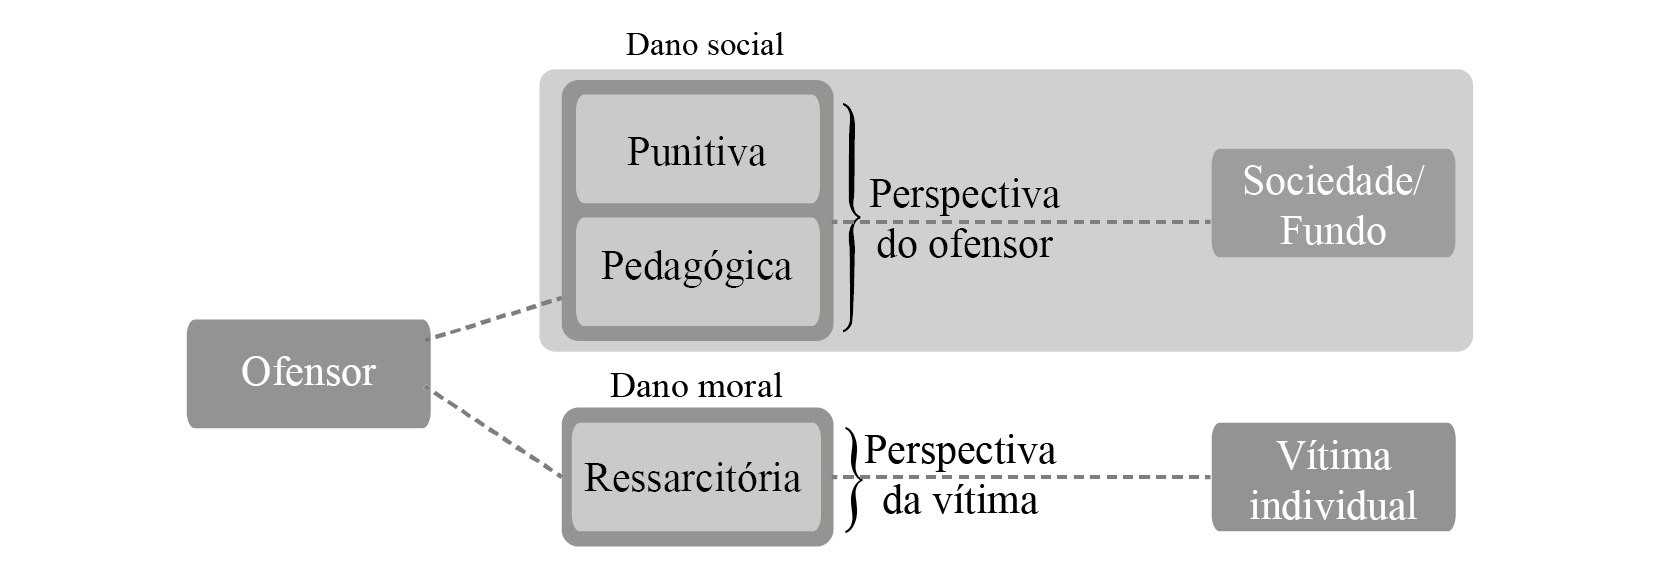 Dano social
Punitiva
Pedagógica
Perspectiva
do ofensor
Sociedade/
Fundo
Ofensor
Dano moral
Ressarcitória
Perspectiva
da vítima
Vítima
individual